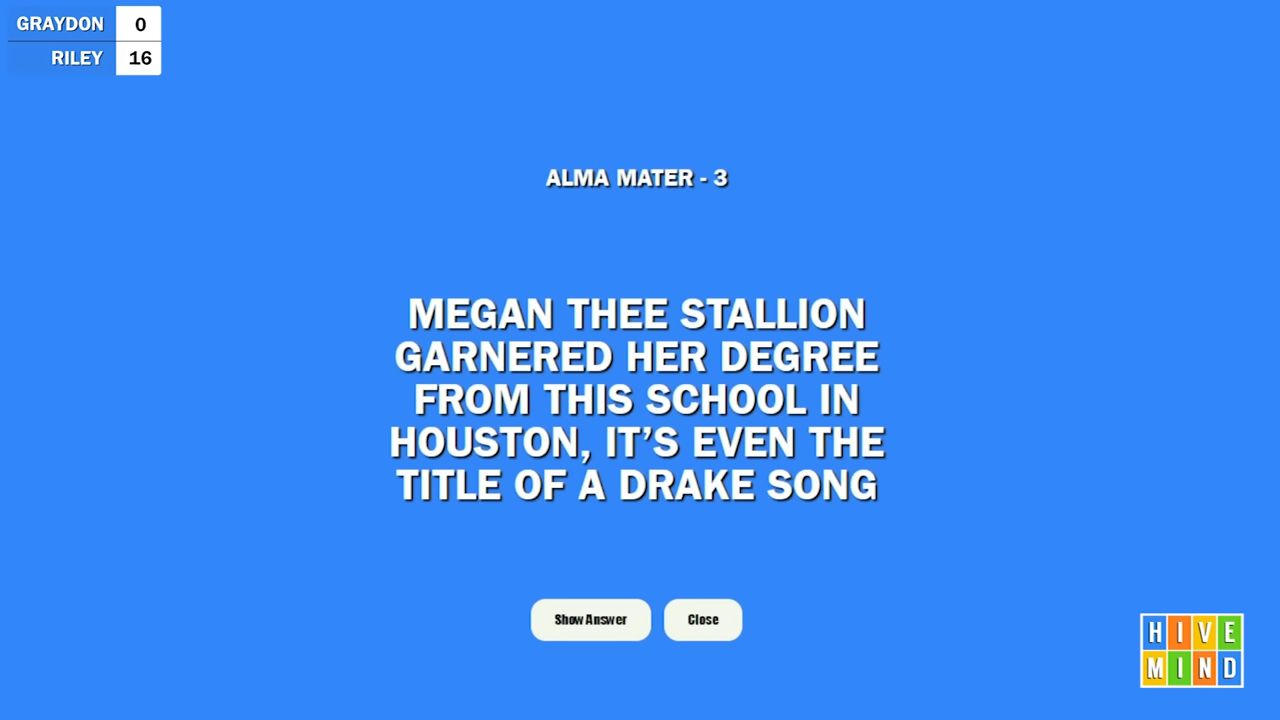 GRAYDON 0
RILEY 16
ALMA MATER - 3
MEGAN THEE STALLION
GARNERED HER DEGREE
FROM THIS SCHOOL IN
HOUSTON, IT’S EVEN THE
TITLE OF A DRAKE SONG
Show Answer Close
HIVE
MIND